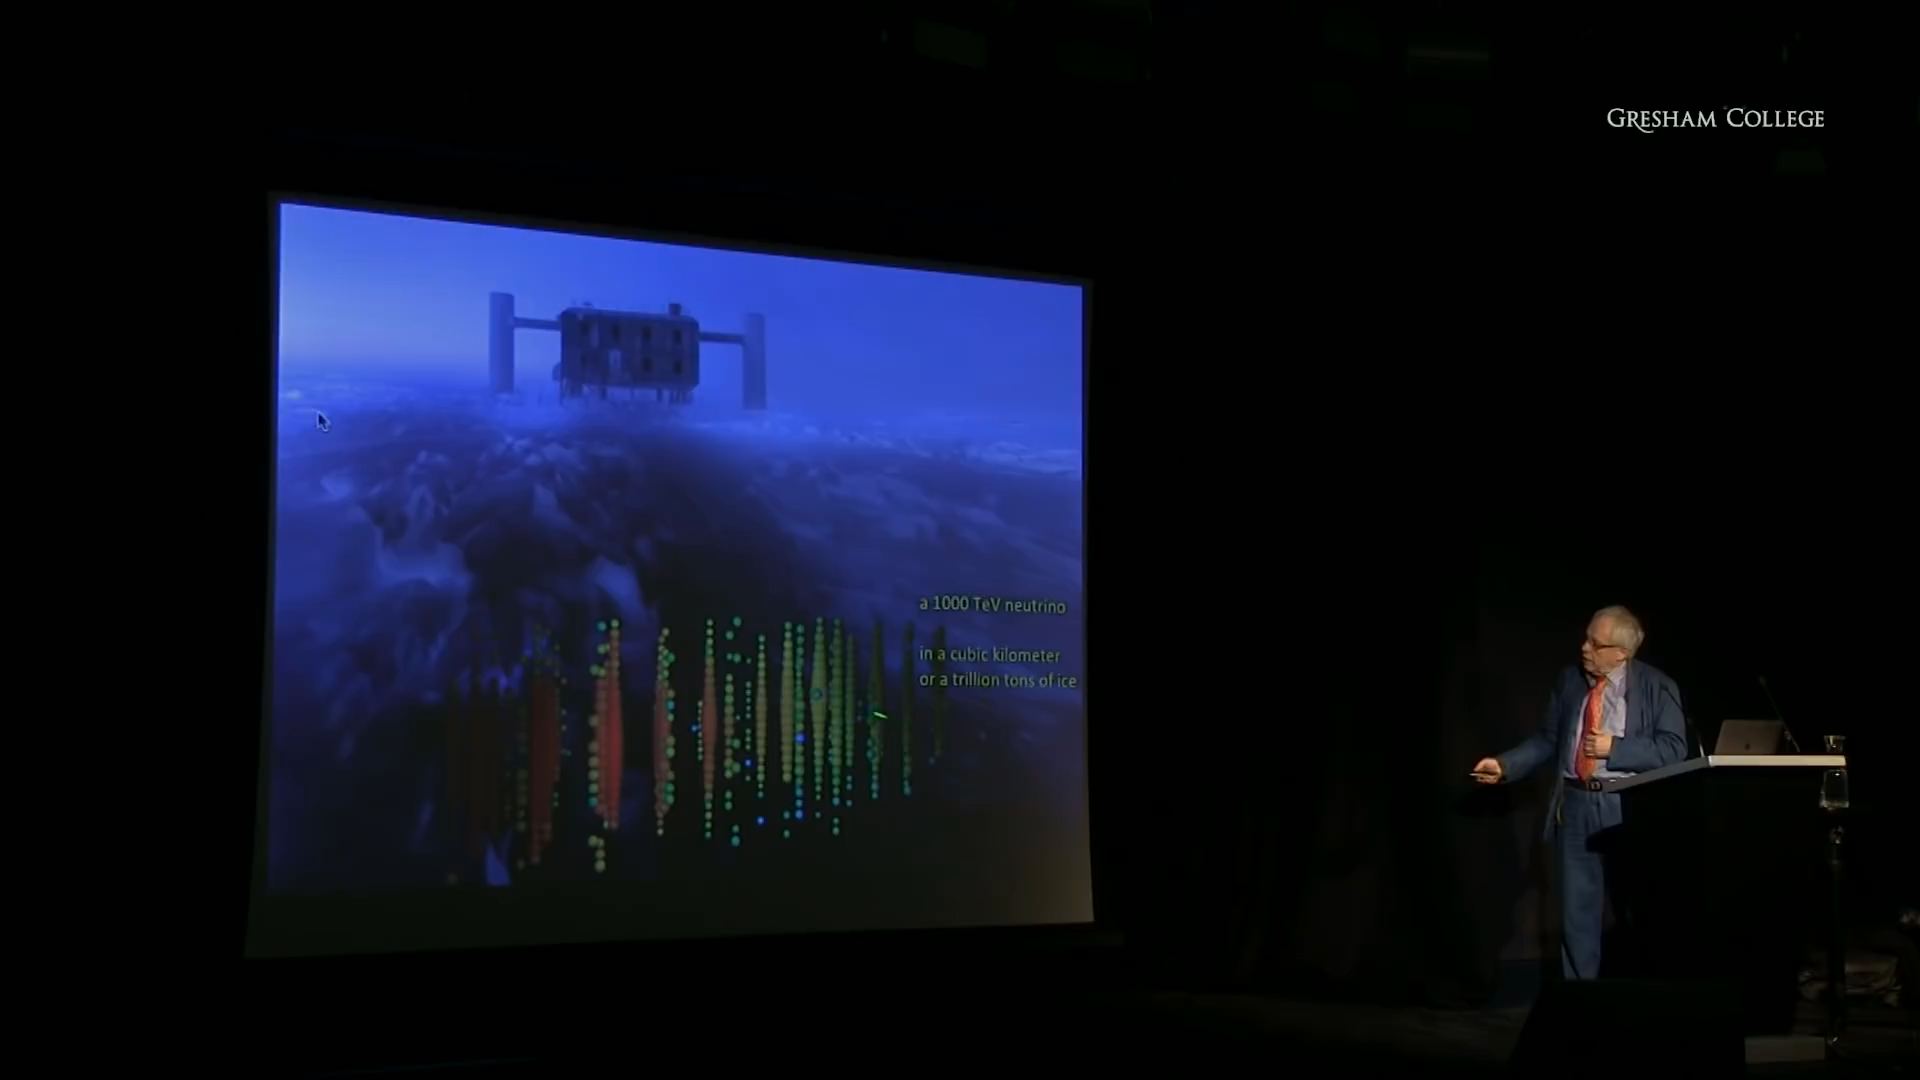 GRESHAM COLLEGE
a 1000 TeV neutrino
in a cubic kilometer
or a trillion tons of ice